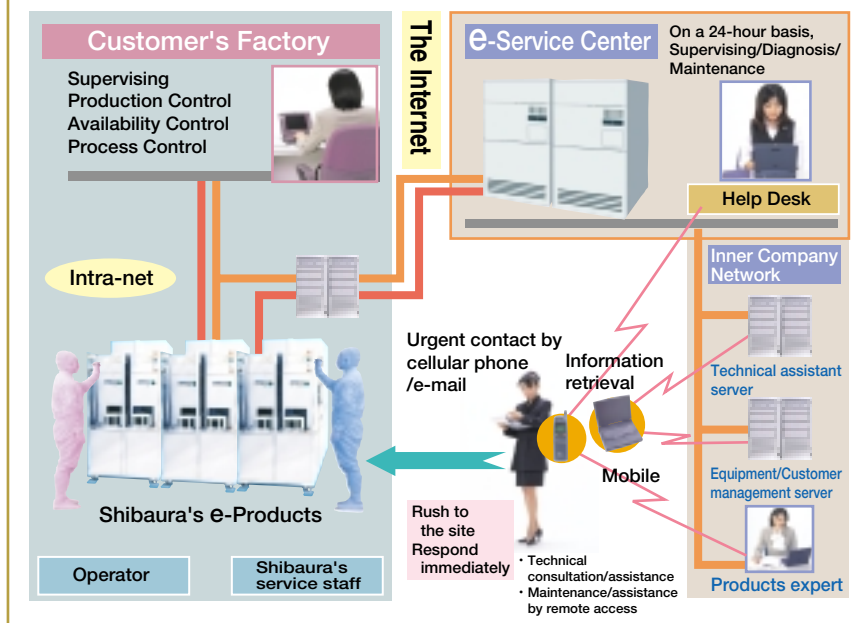 Customer's Factory
Supervising
Production Control
Availability Control
Process Control
The Internet
e-Service Center
On a 24-hour basis,
Supervising/Diagnosis/
Maintenance
Help Desk
Intra-net
Inner Company
Network
Technical assistant
server
Equipment/Customer
management server
Products expert
Urgent contact by
cellular phone
/e-mail
Information
retrieval
Mobile
Rush to
the site
Respond
immediately
・Technical
consultation/assistance
・Maintenance/assistance
by remote access
Shibaura's e-Products
Operator
Shibaura's
service staff